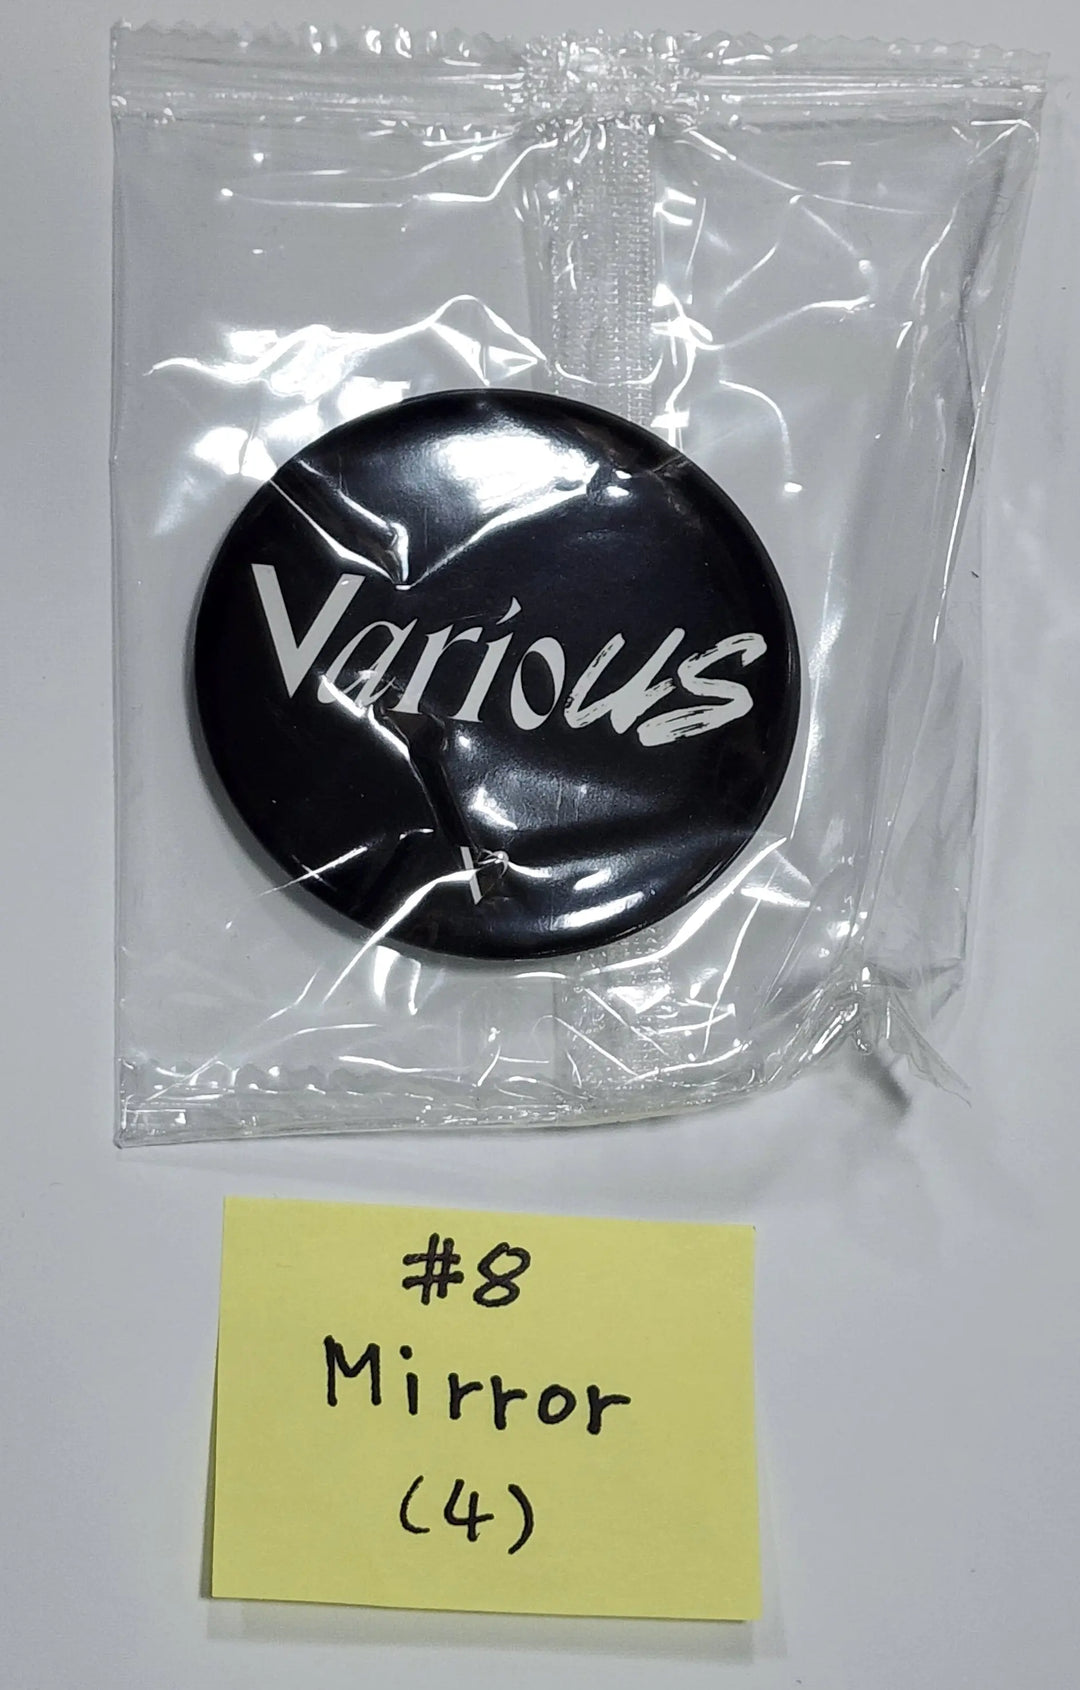 Various
V
#8
Mirror
(4)